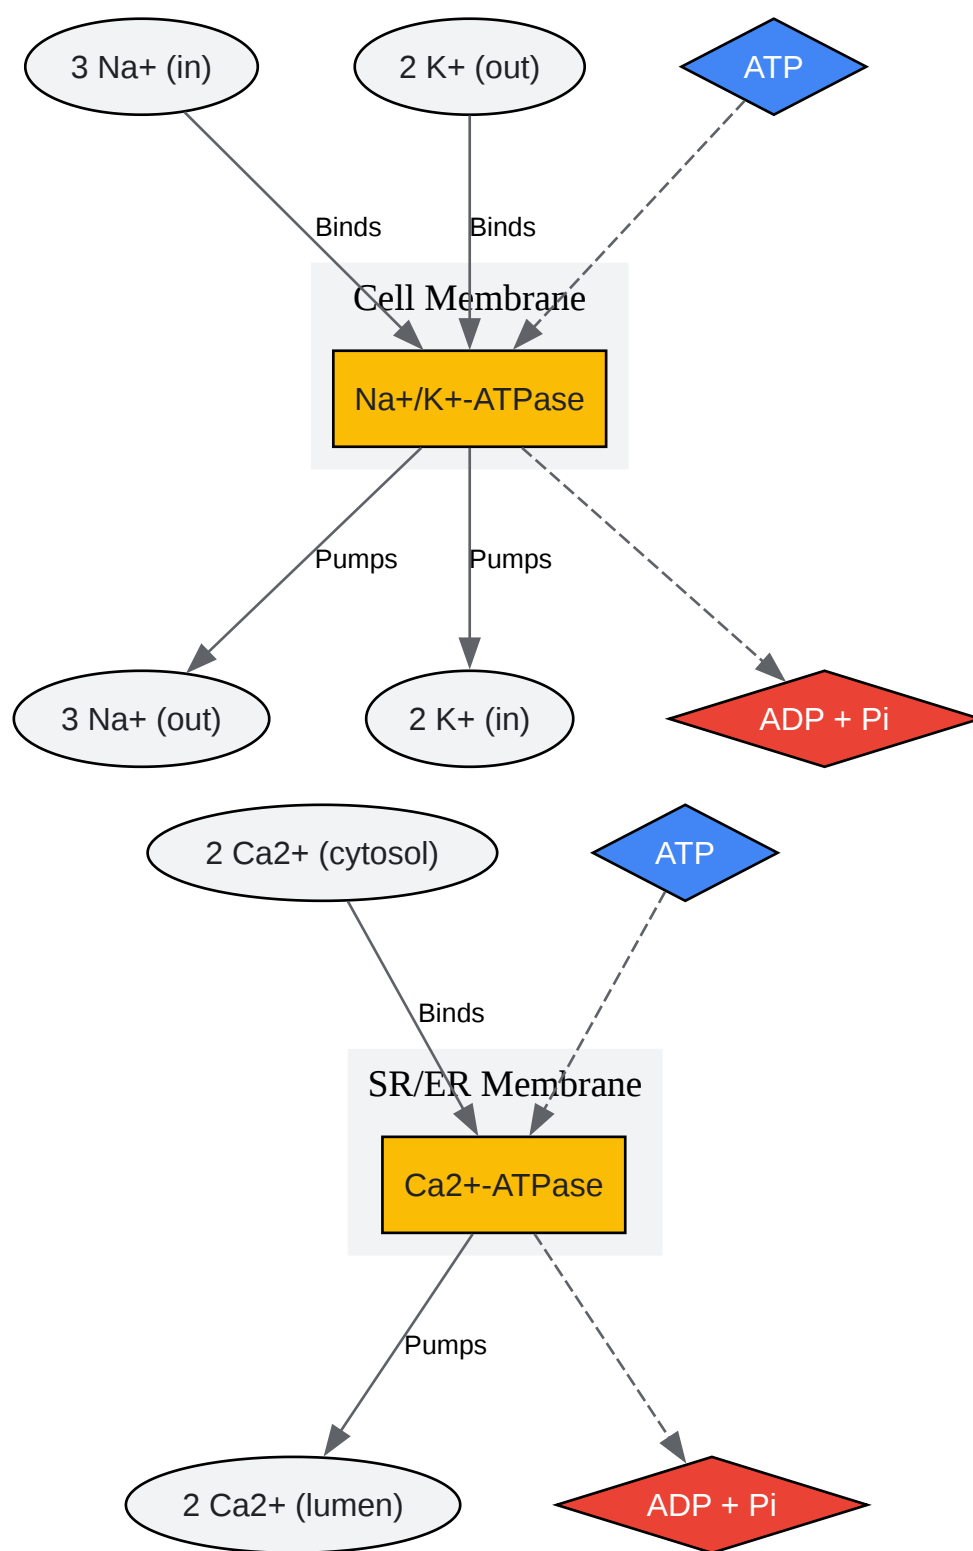 3 Na+ (in)
2 K+ (out)
ATP
Binds
Binds
Cell Membrane
Na+/K+-ATPase
Pumps
Pumps
3 Na+ (out)
2 K+ (in)
ADP + Pi
2 Ca2+ (cytosol)
ATP
Binds
SR/ER Membrane
Ca2+-ATPase
Pumps
2 Ca2+ (lumen)
ADP + Pi